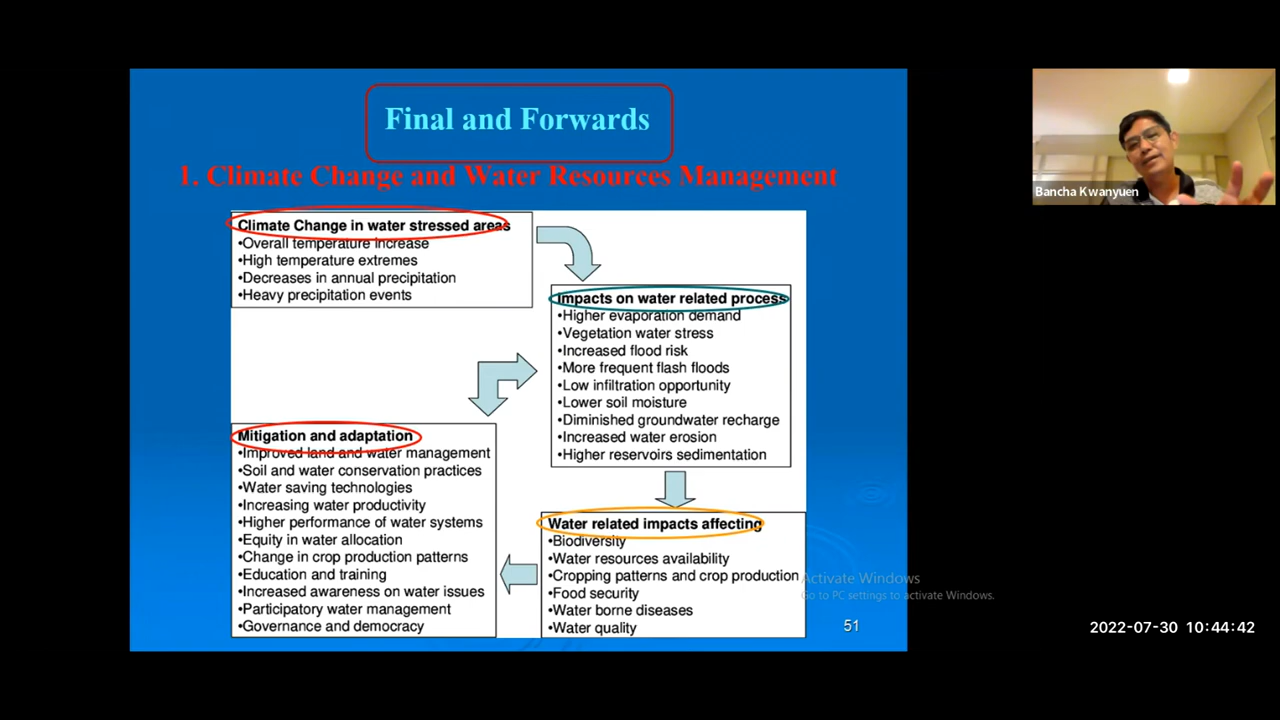 Final and Forwards
1. Climate Change and Water Resources Management
Climate Change in water stressed areas
•Overall temperature increase
•High temperature extremes
•Decreases in annual precipitation
•Heavy precipitation events
Impacts on water related process
•Higher evaporation demand
•Vegetation water stress
•Increased flood risk
•More frequent flash floods
•Low infiltration opportunity
•Lower soil moisture
•Diminished groundwater recharge
•Increased water erosion
•Higher reservoirs sedimentation
Mitigation and adaptation
•Improved land and water management
•Soil and water conservation practices
•Water saving technologies
•Increasing water productivity
•Higher performance of water systems
•Equity in water allocation
•Change in crop production patterns
•Education and training
•Increased awareness on water issues
•Participatory water management
•Governance and democracy
Water related impacts affecting
•Biodiversity
•Water resources availability
•Cropping patterns and crop production
•Food security
•Water borne diseases
•Water quality
51
Activate Windows
Go to PC settings to activate Windows.
Bancha Kwanyuen
2022-07-30 10:44:42